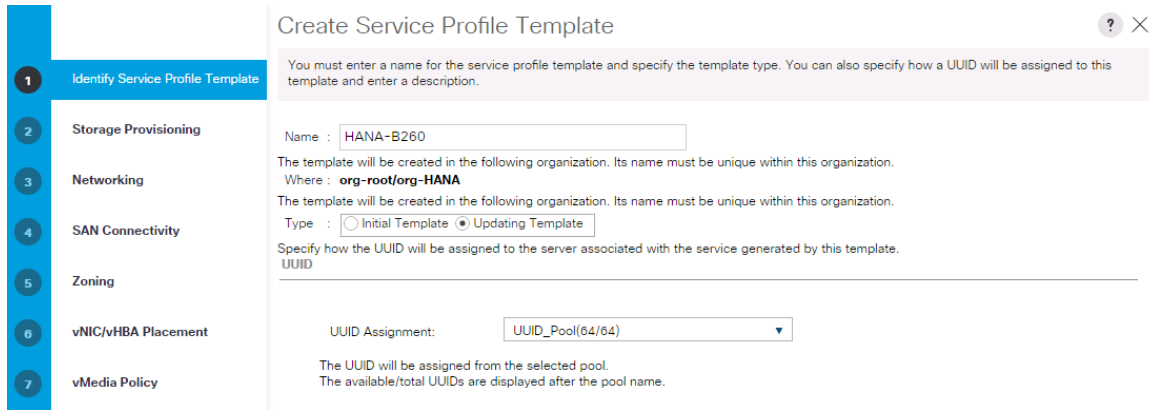 Create Service Profile Template
?
You must enter a name for the service profile template and specify the template type. You can also specify how a UUID will be assigned to this
template and enter a description.
1 Identify Service Profile Template
2 Storage Provisioning
3 Networking
4 SAN Connectivity
5 Zoning
6 vNIC/vHBA Placement
7 vMedia Policy
Name : HANA-B260
The template will be created in the following organization. Its name must be unique within this organization.
Where : org-root/org-HANA
The template will be created in the following organization. Its name must be unique within this organization.
Type : Initial Template Updating Template
Specify how the UUID will be assigned to the server associated with the service generated by this template.
UUID
UUID Assignment: UUID_Pool(64/64)
The UUID will be assigned from the selected pool.
The available/total UUIDs are displayed after the pool name.